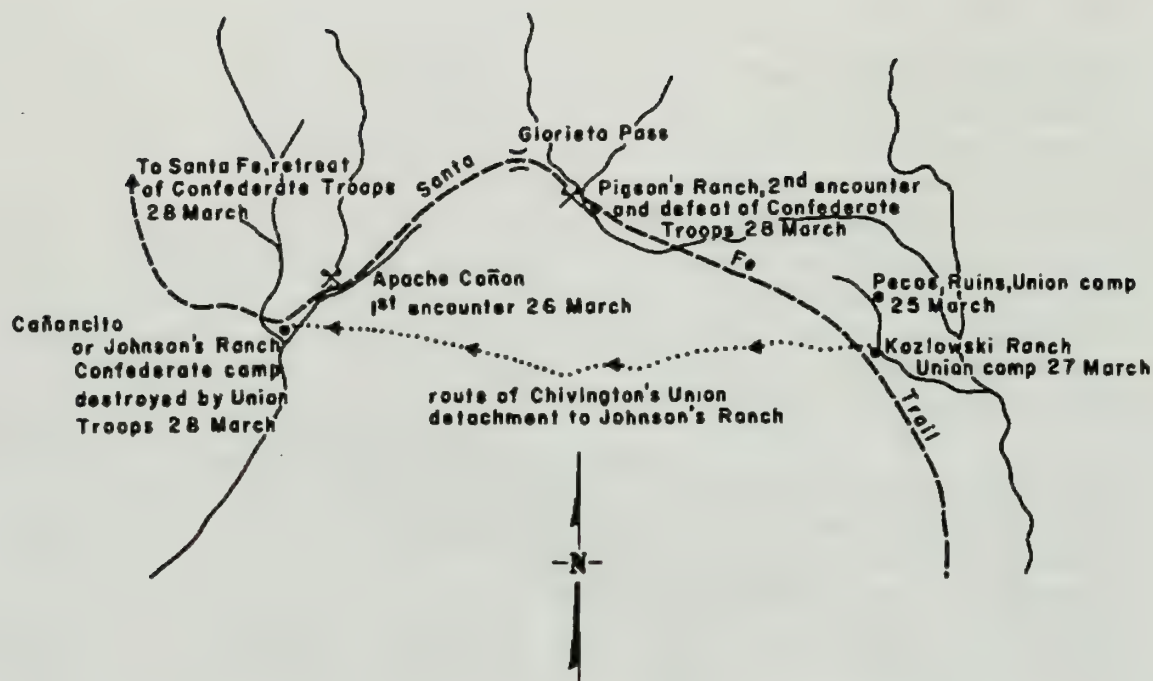 Glorieta Pass
To Santa Fe, retreat
of Confederate Troops
28 March
Santa
Pigeon's Ranch, 2nd encounter
and defeat of Confederate
Troops 28 March
Fe
Apache Cañon
1st encounter 26 March
Pecos, Ruins, Union camp
25 March
Cañancito
or Johnson's Ranch
Confederate camp
destroyed by Union
Troops 28 March
Kozlowski Ranch
Union camp 27 March
route of Chivington's Union
detachment to Johnson's Ranch
Trail
-N-